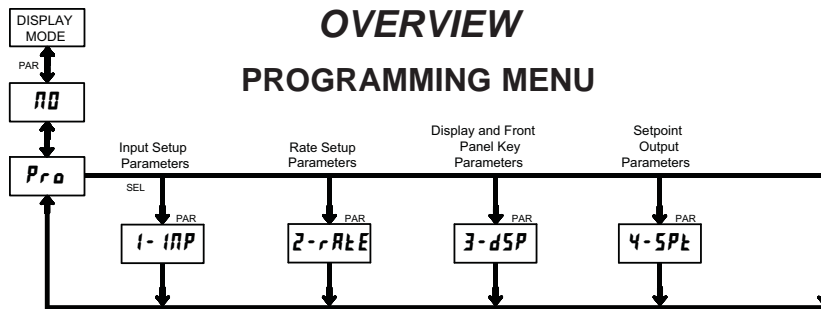 OVERVIEW
PROGRAMMING MENU
DISPLAY
MODE
PAR
NO
Pro
SEL
Input Setup
Parameters
PAR
1-INP
Rate Setup
Parameters
PAR
2-rAtE
Display and Front
Panel Key
Parameters
PAR
3-dSP
Setpoint
Output
Parameters
PAR
4-SPt